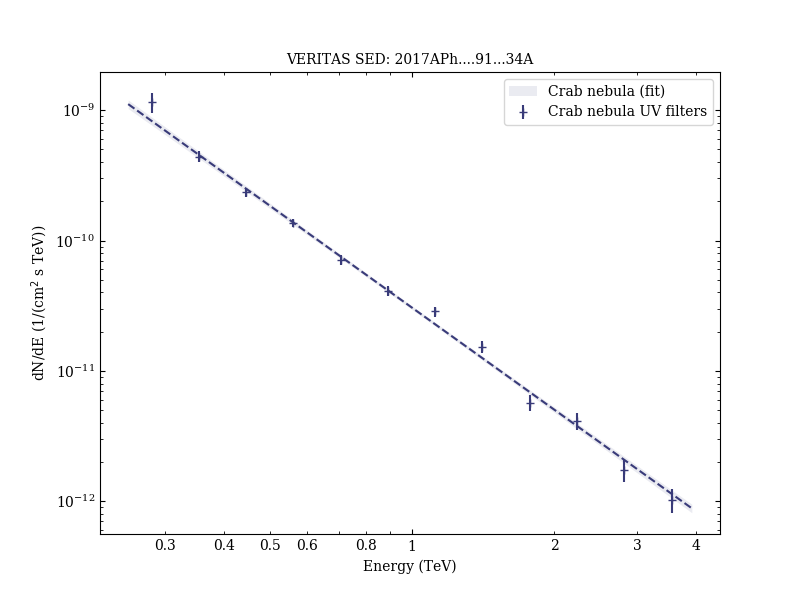 VERITAS SED: 2017APh....91...34A
Crab nebula (fit)
Crab nebula UV filters
dN/dE (1/(cm² s TeV))
10⁻⁹
10⁻¹⁰
10⁻¹¹
10⁻¹²
0.3 0.4 0.5 0.6 0.8 1 2 3 4
Energy (TeV)